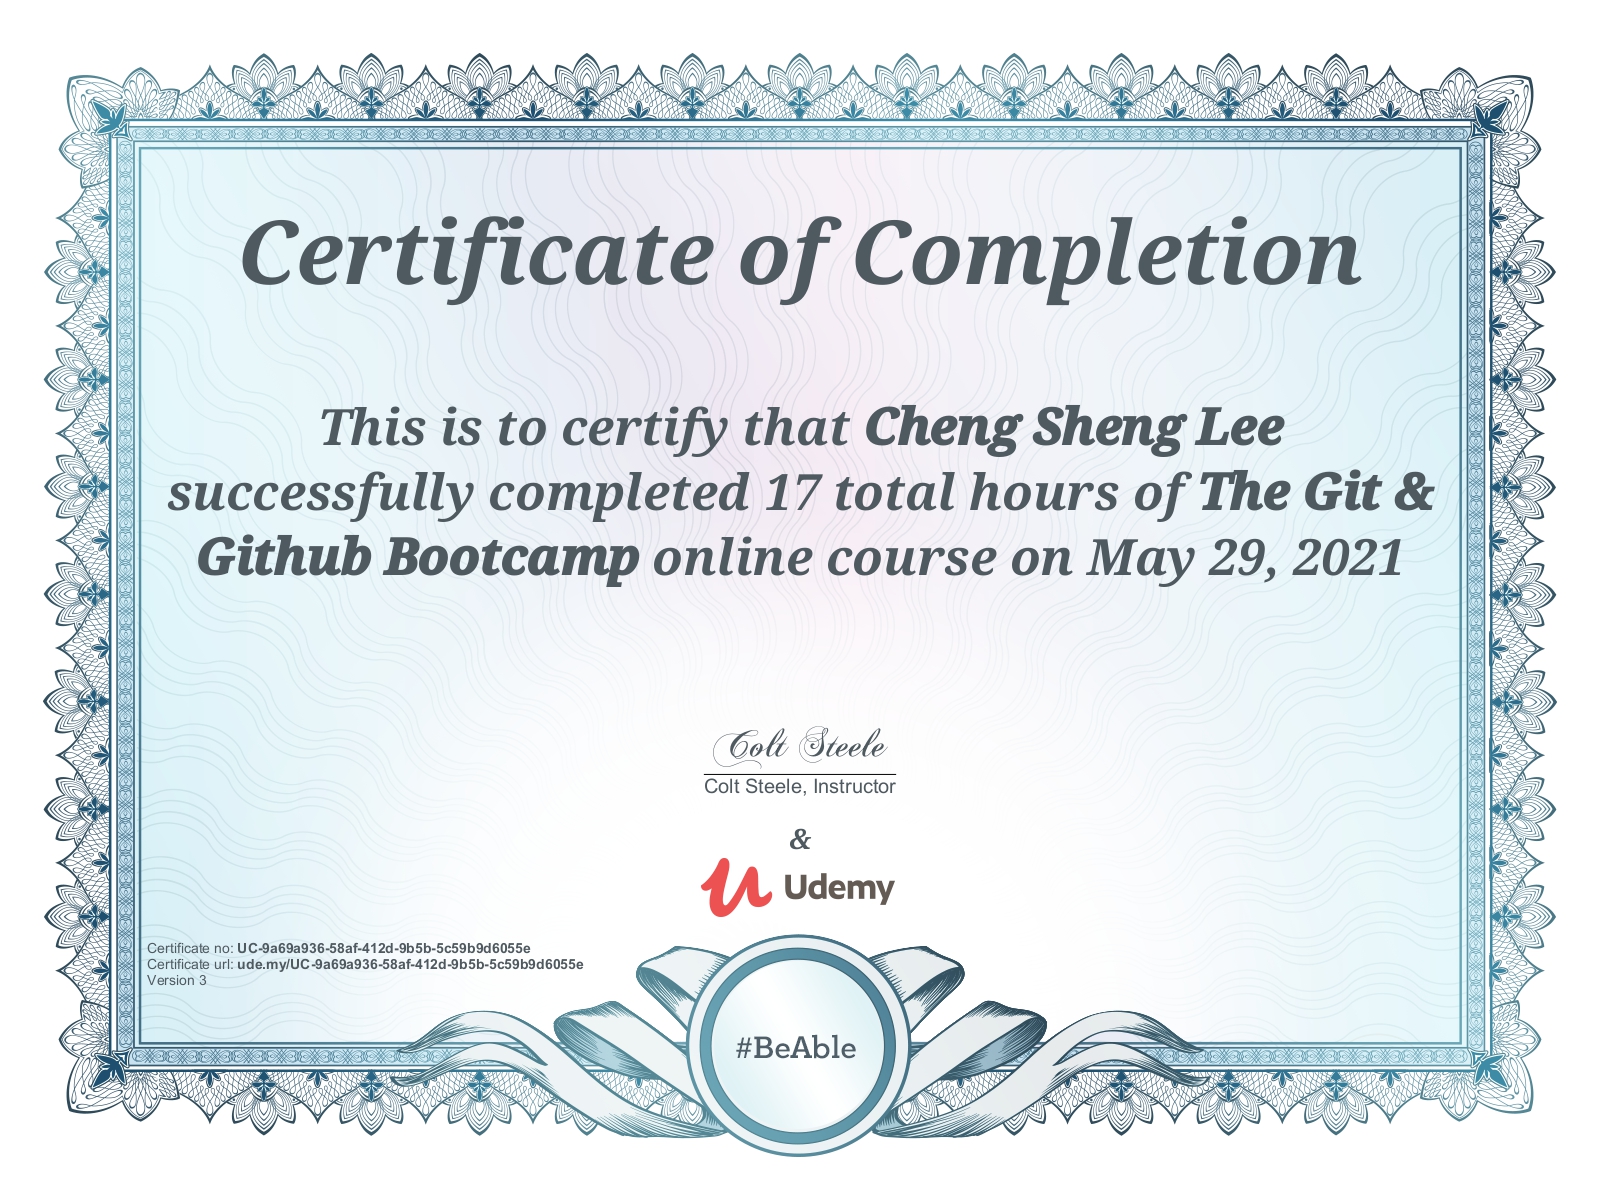 Certificate of Completion
This is to certify that Cheng Sheng Lee
successfully completed 17 total hours of The Git &
Github Bootcamp online course on May 29, 2021
Colt Steele
Colt Steele, Instructor
&
Udemy
Certificate no: UC-9a69a936-58af-412d-9b5b-5c59b9d6055e
Certificate url: ude.my/UC-9a69a936-58af-412d-9b5b-5c59b9d6055e
Version 3
#BeAble